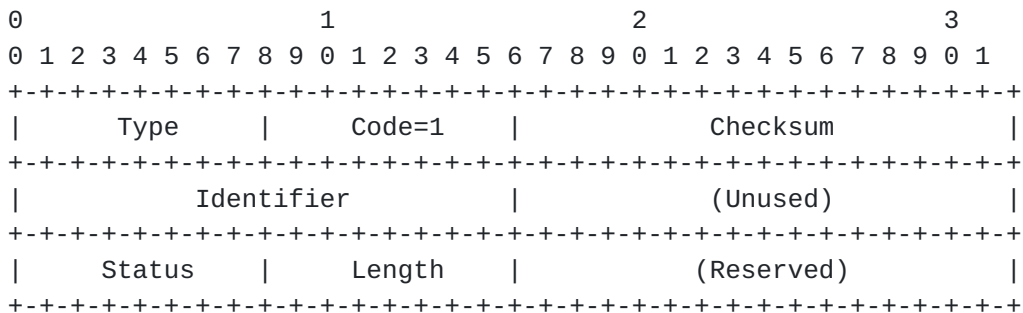 0                   1                   2                   3
0 1 2 3 4 5 6 7 8 9 0 1 2 3 4 5 6 7 8 9 0 1 2 3 4 5 6 7 8 9 0 1
+-+-+-+-+-+-+-+-+-+-+-+-+-+-+-+-+-+-+-+-+-+-+-+-+-+-+-+-+-+-+-+-+
|      Type     |     Code=1    |            Checksum           |
+-+-+-+-+-+-+-+-+-+-+-+-+-+-+-+-+-+-+-+-+-+-+-+-+-+-+-+-+-+-+-+-+
|           Identifier          |            (Unused)           |
+-+-+-+-+-+-+-+-+-+-+-+-+-+-+-+-+-+-+-+-+-+-+-+-+-+-+-+-+-+-+-+-+
|     Status    |     Length    |           (Reserved)          |
+-+-+-+-+-+-+-+-+-+-+-+-+-+-+-+-+-+-+-+-+-+-+-+-+-+-+-+-+-+-+-+-+